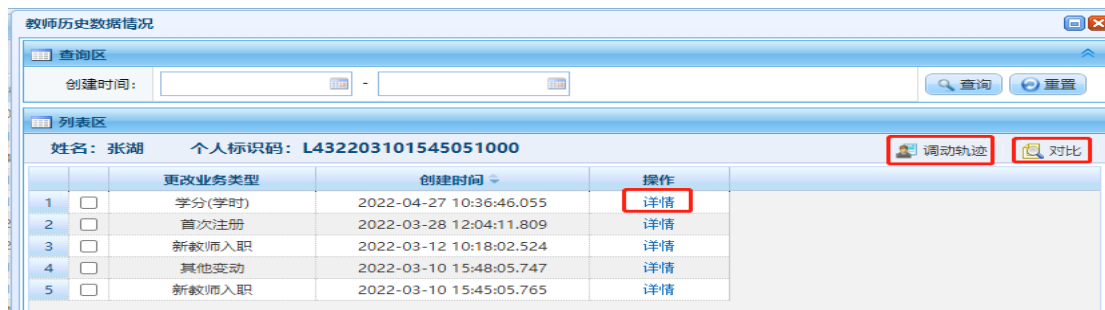 教师历史数据情况
查询区
创建时间: -
查询 重置
列表区
姓名: 张湖 个人标识码: L432203101545051000 调动轨迹 对比
更改业务类型 创建时间 操作
1 学分(学时) 2022-04-27 10:36:46.055 详情
2 首次注册 2022-03-28 12:04:11.809 详情
3 新教师入职 2022-03-12 10:18:02.524 详情
4 其他变动 2022-03-10 15:48:05.747 详情
5 新教师入职 2022-03-10 15:45:05.765 详情